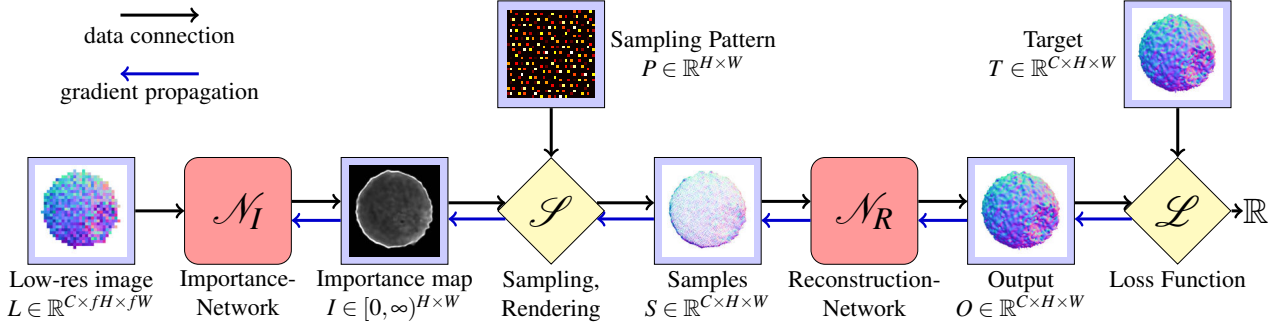 data connection
gradient propagation
Sampling Pattern
P ∈ ℝ^{H×W}
Target
T ∈ ℝ^{C×H×W}
𝒩_I
𝒮
𝒩_R
ℒ
ℝ
Low-res image
L ∈ ℝ^{C×fH×fW}
Importance-
Network
Importance map
I ∈ [0,∞)^{H×W}
Sampling,
Rendering
Samples
S ∈ ℝ^{C×H×W}
Reconstruction-
Network
Output
O ∈ ℝ^{C×H×W}
Loss Function